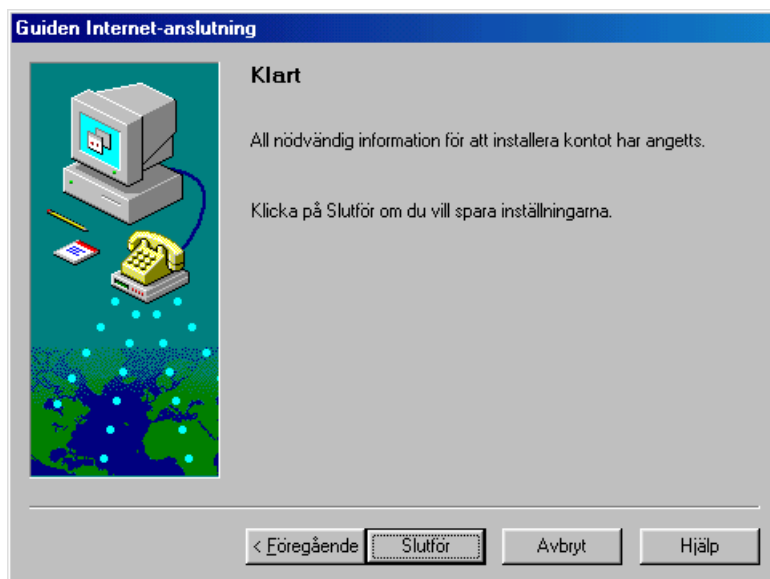 Guiden Internet-anslutning
Klart
All nödvändig information för att installera kontot har angetts.
Klicka på Slutför om du vill spara inställningarna.
< Föregående
Slutför
Avbryt
Hjälp